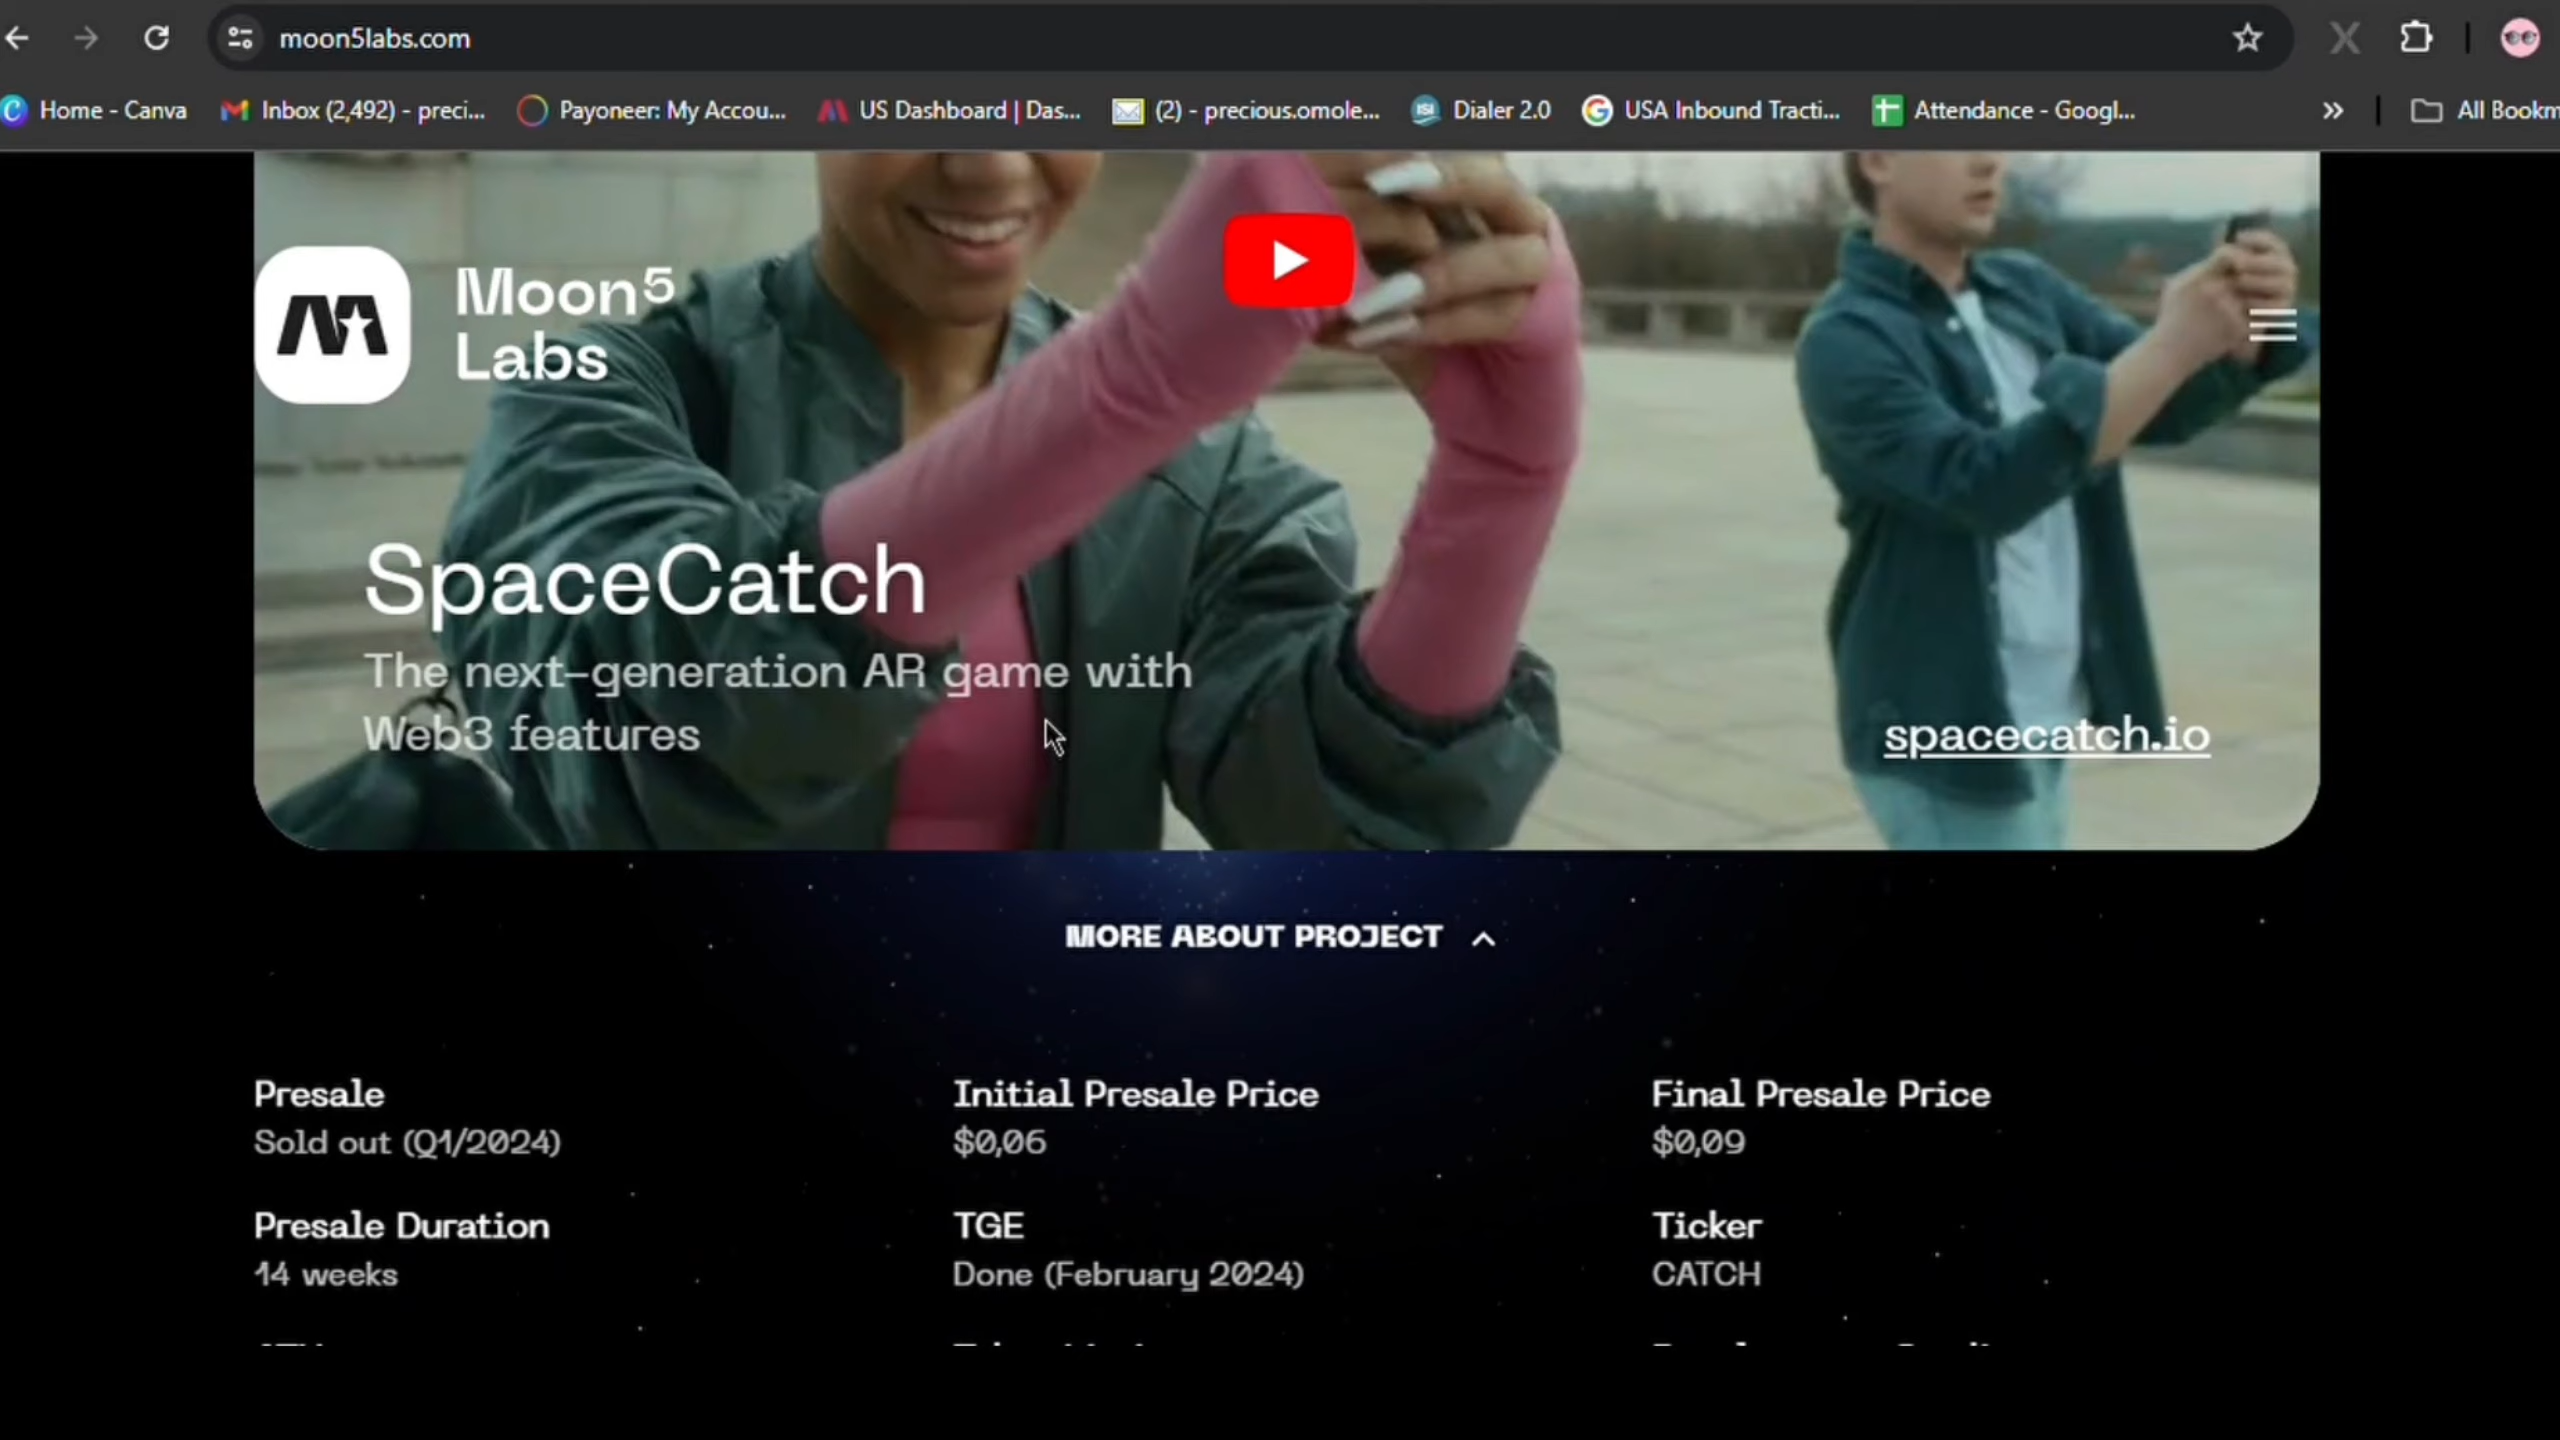 moon5labs.com
Home - Canva
Inbox (2,492) - preci...
Payoneer: My Accou...
US Dashboard | Das...
(2) - precious.omole...
Dialer 2.0
USA Inbound Tracti...
Attendance - Googl...
All Bookm
Moon⁵
Labs
SpaceCatch
The next-generation AR game with
Web3 features
spacecatch.io
MORE ABOUT PROJECT
Presale
Sold out (Q1/2024)
Initial Presale Price
$0,06
Final Presale Price
$0,09
Presale Duration
14 weeks
TGE
Done (February 2024)
Ticker
CATCH